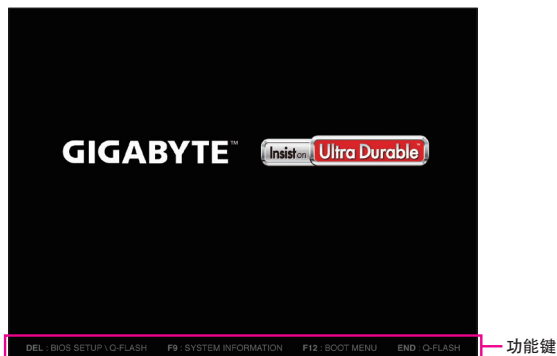 GIGABYTE™ Insist on Ultra Durable™
DEL : BIOS SETUP \ Q-FLASH F9 : SYSTEM INFORMATION F12 : BOOT MENU END : Q-FLASH
功能键